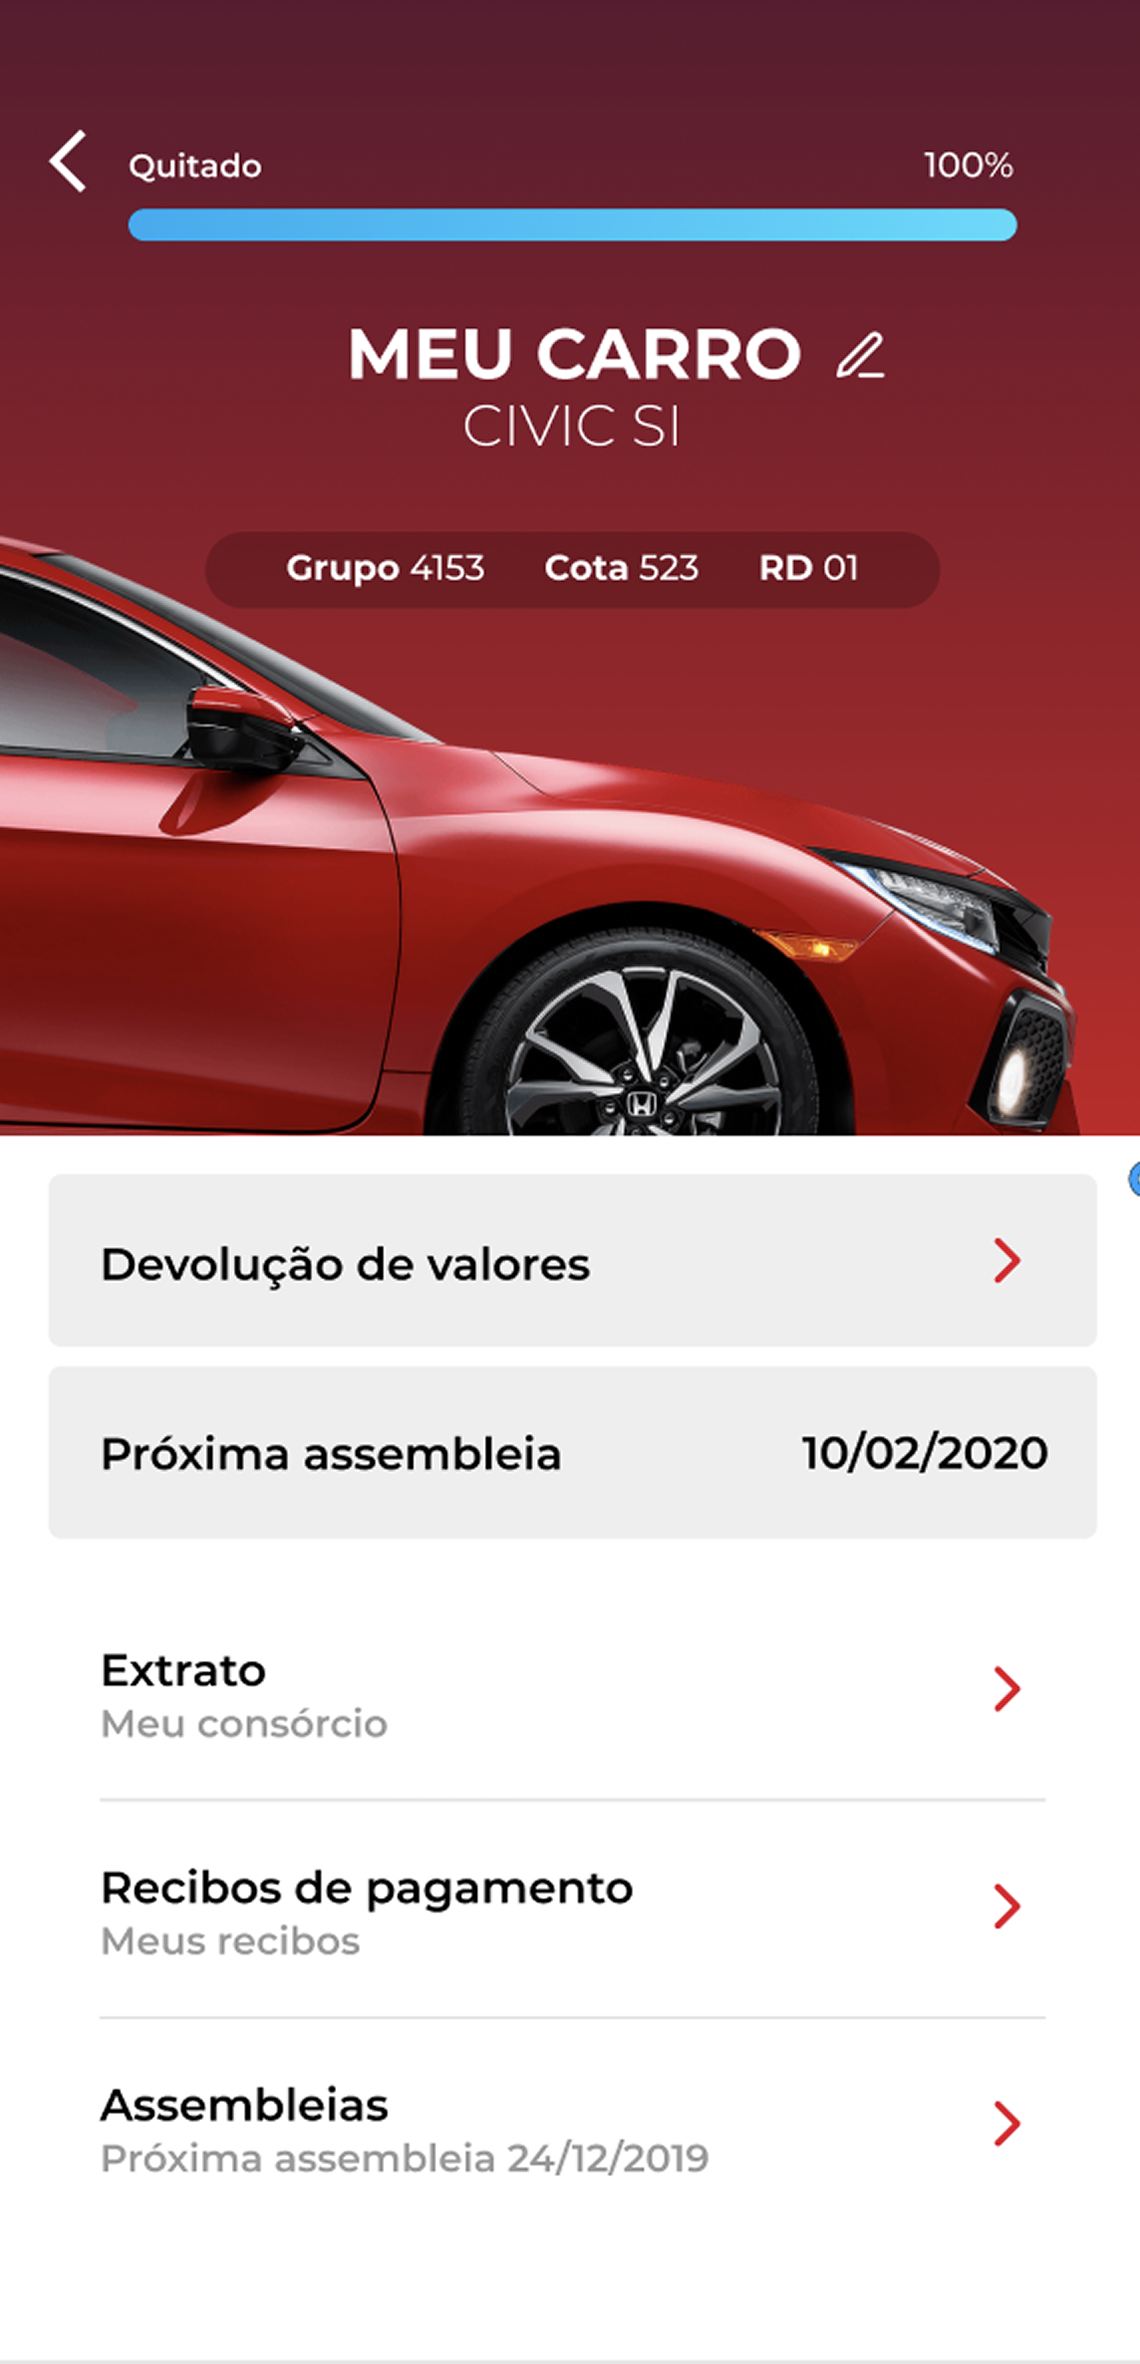 Quitado 100%
MEU CARRO
CIVIC SI
Grupo 4153 Cota 523 RD 01
Devolução de valores
Próxima assembleia 10/02/2020
Extrato
Meu consórcio
Recibos de pagamento
Meus recibos
Assembleias
Próxima assembleia 24/12/2019